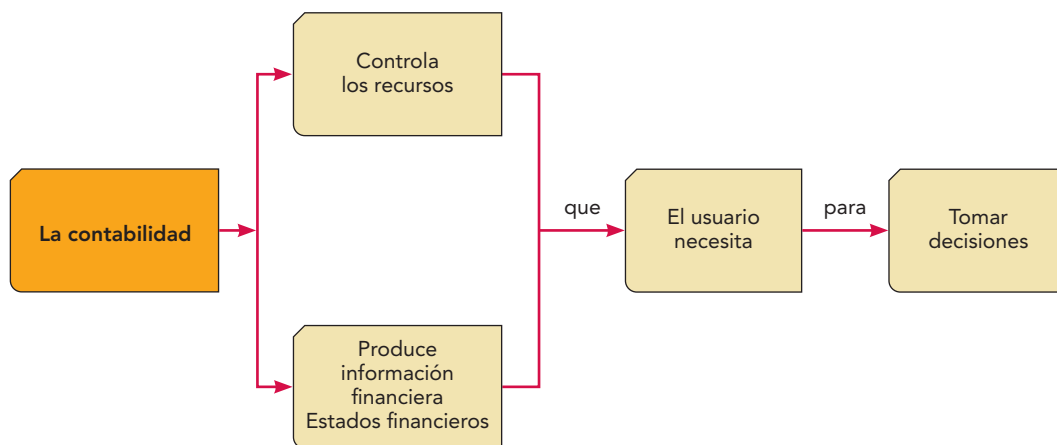 La contabilidad
Controla
los recursos
Produce
información
financiera
Estados financieros
que
El usuario
necesita
para
Tomar
decisiones